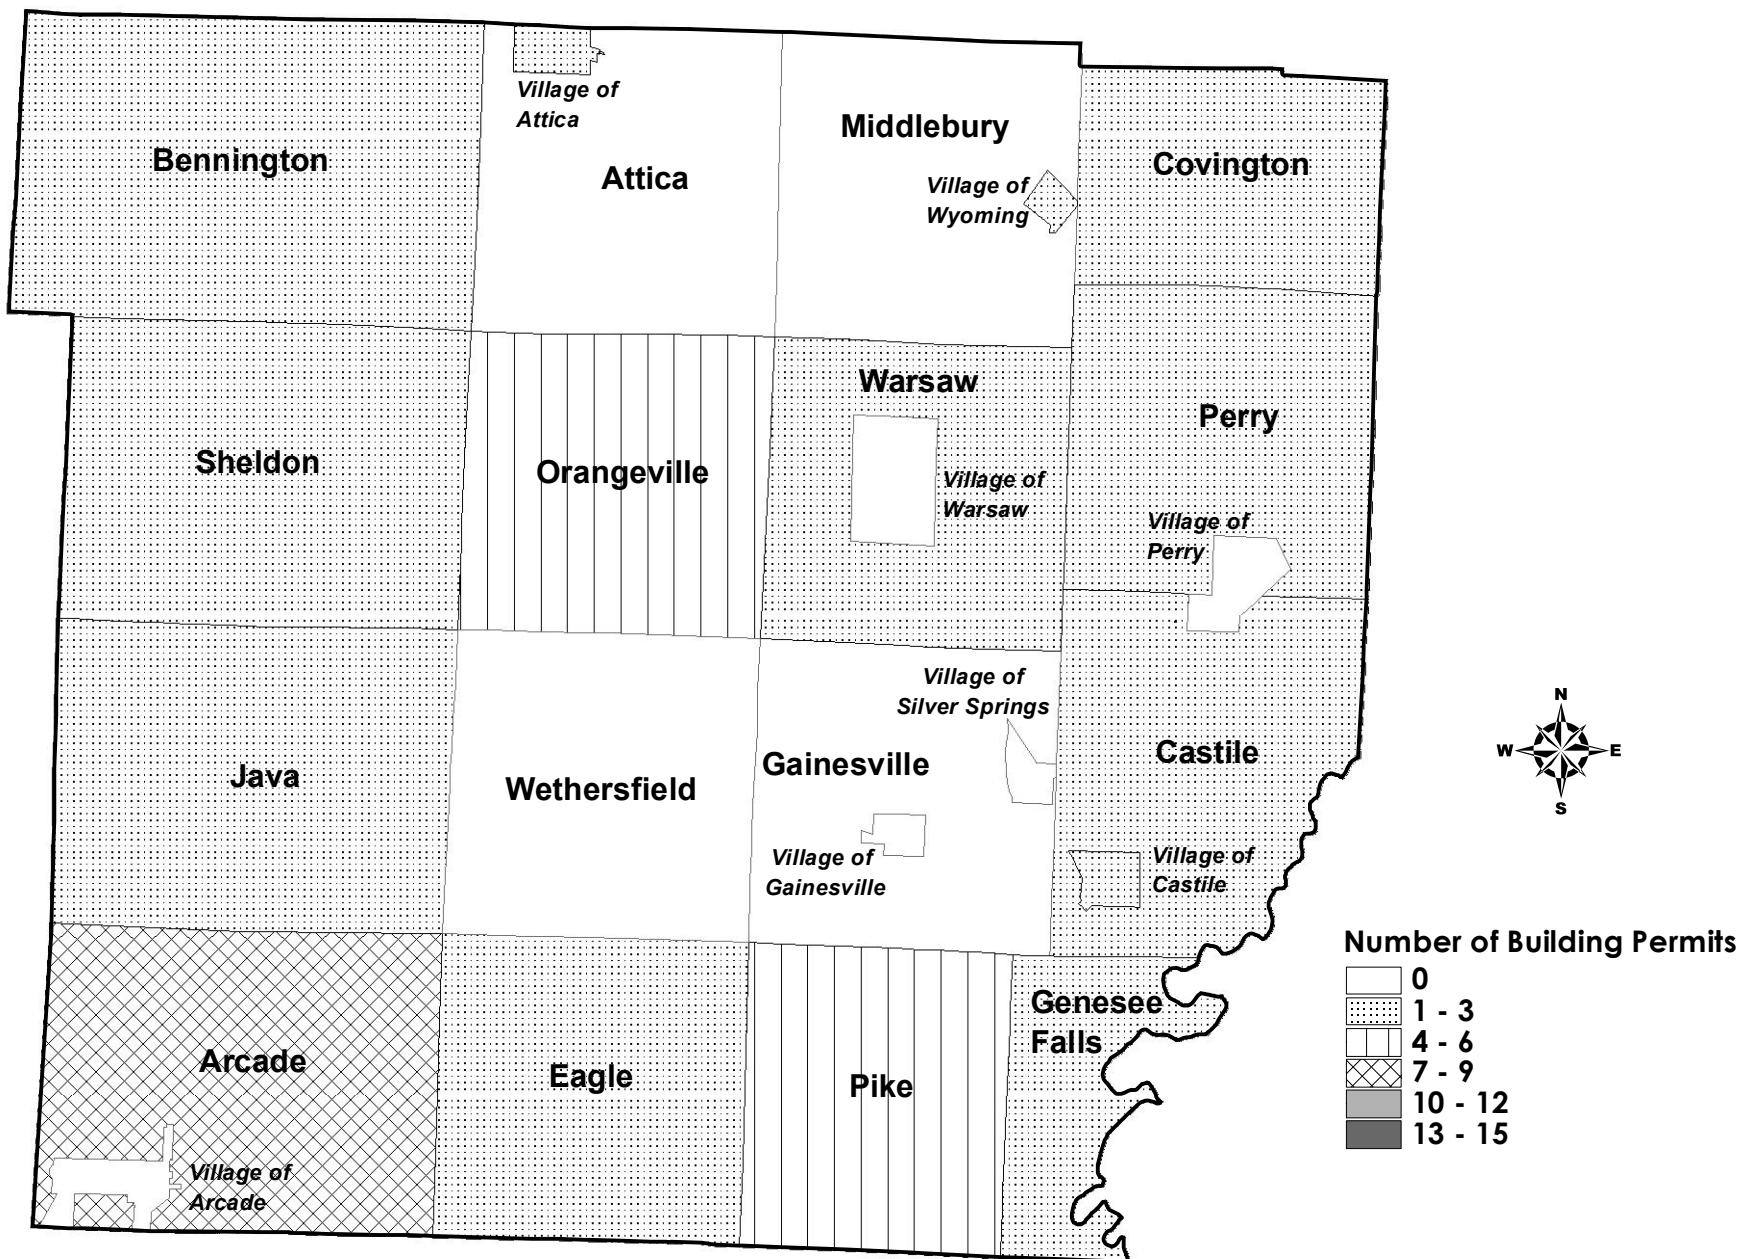 Village of
Attica
Middlebury
Bennington
Attica
Covington
Village of
Wyoming
Warsaw
Perry
Sheldon
Orangeville
Village of
Warsaw
Village of
Perry
Village of
Silver Springs
Java
Wethersfield
Gainesville
Castile
Village of
Gainesville
Village of
Castile
N
W
E
S
Arcade
Eagle
Pike
Genesee
Falls
Village of
Arcade
Number of Building Permits
0
1 - 3
4 - 6
7 - 9
10 - 12
13 - 15